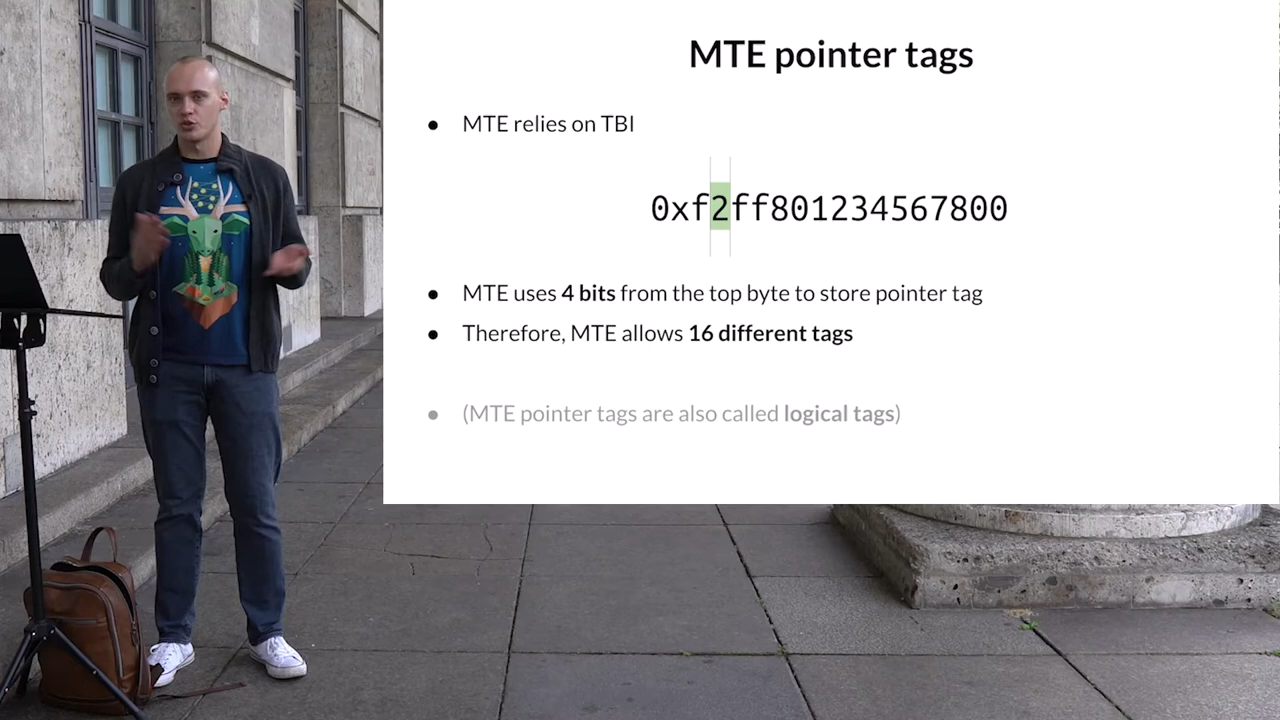 MTE pointer tags
● MTE relies on TBI
0xf2ff801234567800
● MTE uses 4 bits from the top byte to store pointer tag
● Therefore, MTE allows 16 different tags
● (MTE pointer tags are also called logical tags)